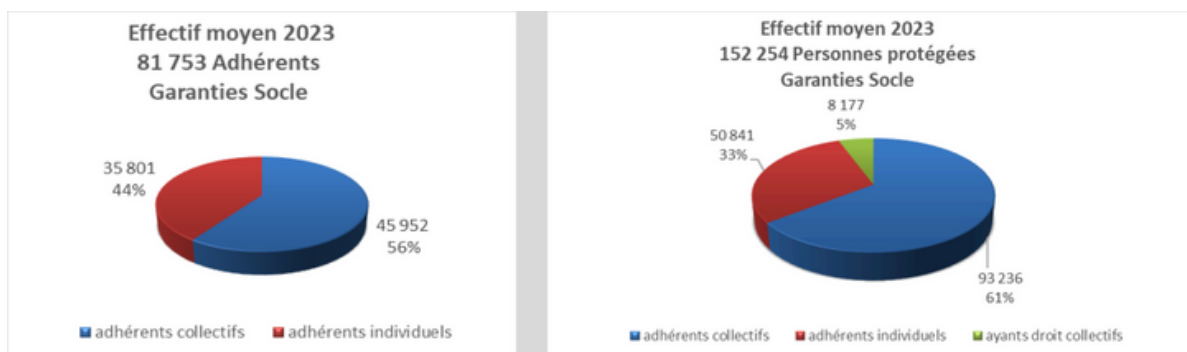 Effectif moyen 2023
81 753 Adhérents
Garanties Socle
35 801
44%
45 952
56%
adhérents collectifs
adhérents individuels
Effectif moyen 2023
152 254 Personnes protégées
Garanties Socle
8 177
5%
50 841
33%
93 236
61%
adhérents collectifs
adhérents individuels
ayants droit collectifs